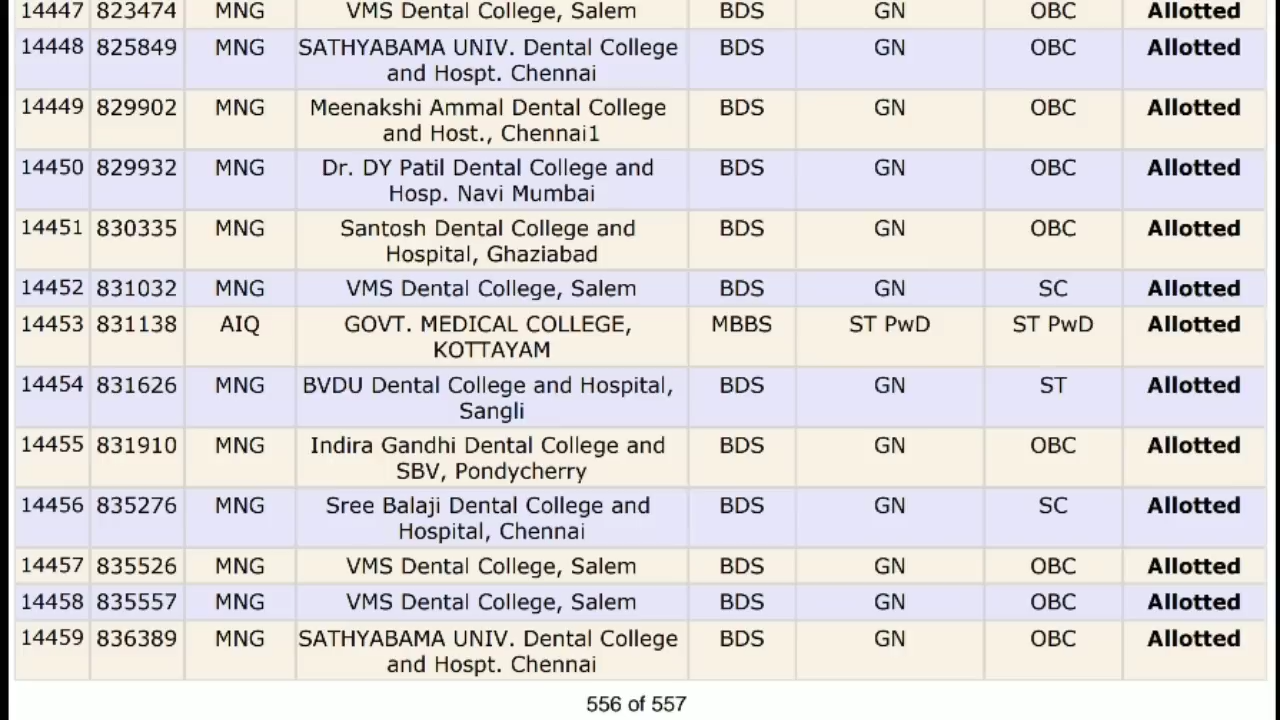 14447 823474 MNG VMS Dental College, Salem BDS GN OBC Allotted
14448 825849 MNG SATHYABAMA UNIV. Dental College BDS GN OBC Allotted
and Hospt. Chennai
14449 829902 MNG Meenakshi Ammal Dental College BDS GN OBC Allotted
and Host., Chennai1
14450 829932 MNG Dr. DY Patil Dental College and BDS GN OBC Allotted
Hosp. Navi Mumbai
14451 830335 MNG Santosh Dental College and BDS GN OBC Allotted
Hospital, Ghaziabad
14452 831032 MNG VMS Dental College, Salem BDS GN SC Allotted
14453 831138 AIQ GOVT. MEDICAL COLLEGE, MBBS ST PwD ST PwD Allotted
KOTTAYAM
14454 831626 MNG BVDU Dental College and Hospital, BDS GN ST Allotted
Sangli
14455 831910 MNG Indira Gandhi Dental College and BDS GN OBC Allotted
SBV, Pondycherry
14456 835276 MNG Sree Balaji Dental College and BDS GN SC Allotted
Hospital, Chennai
14457 835526 MNG VMS Dental College, Salem BDS GN OBC Allotted
14458 835557 MNG VMS Dental College, Salem BDS GN OBC Allotted
14459 836389 MNG SATHYABAMA UNIV. Dental College BDS GN OBC Allotted
and Hospt. Chennai
556 of 557